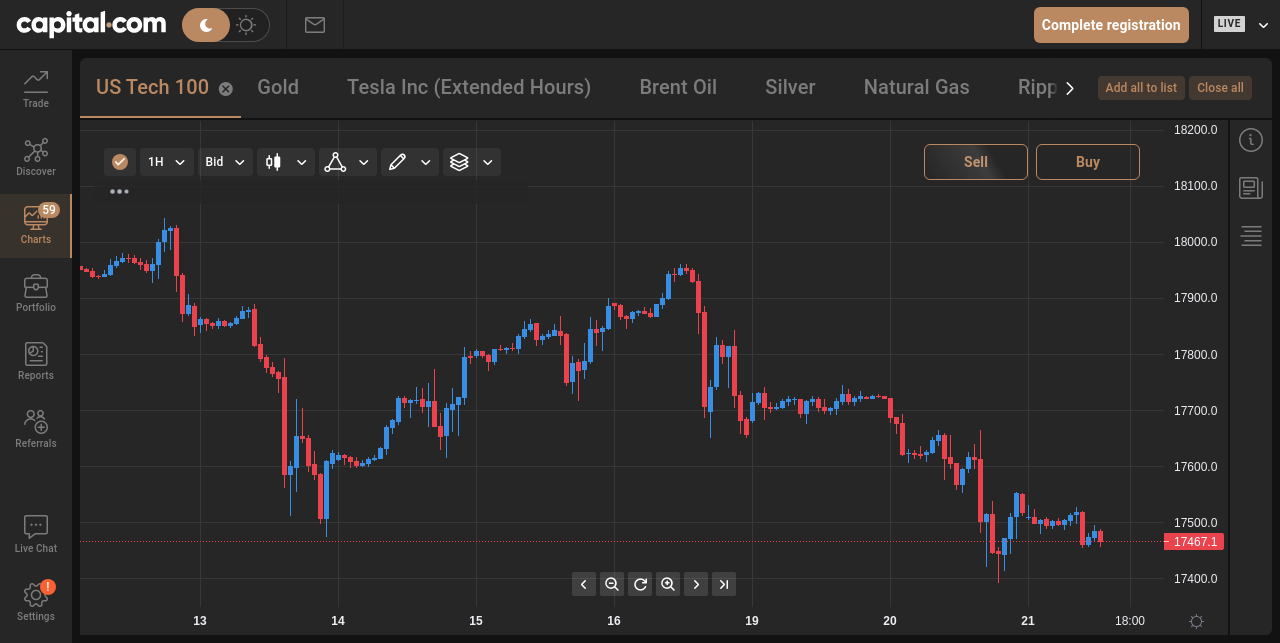 capital.com
Complete registration
LIVE
Trade
Discover
59
Charts
Portfolio
Reports
Referrals
Live Chat
!
Settings
US Tech 100
Gold
Tesla Inc (Extended Hours)
Brent Oil
Silver
Natural Gas
Ripp
Add all to list
Close all
1H
Bid
Sell
Buy
18200.0
18100.0
18000.0
17900.0
17800.0
17700.0
17600.0
17500.0
17467.1
17400.0
13
14
15
16
19
20
21
18:00